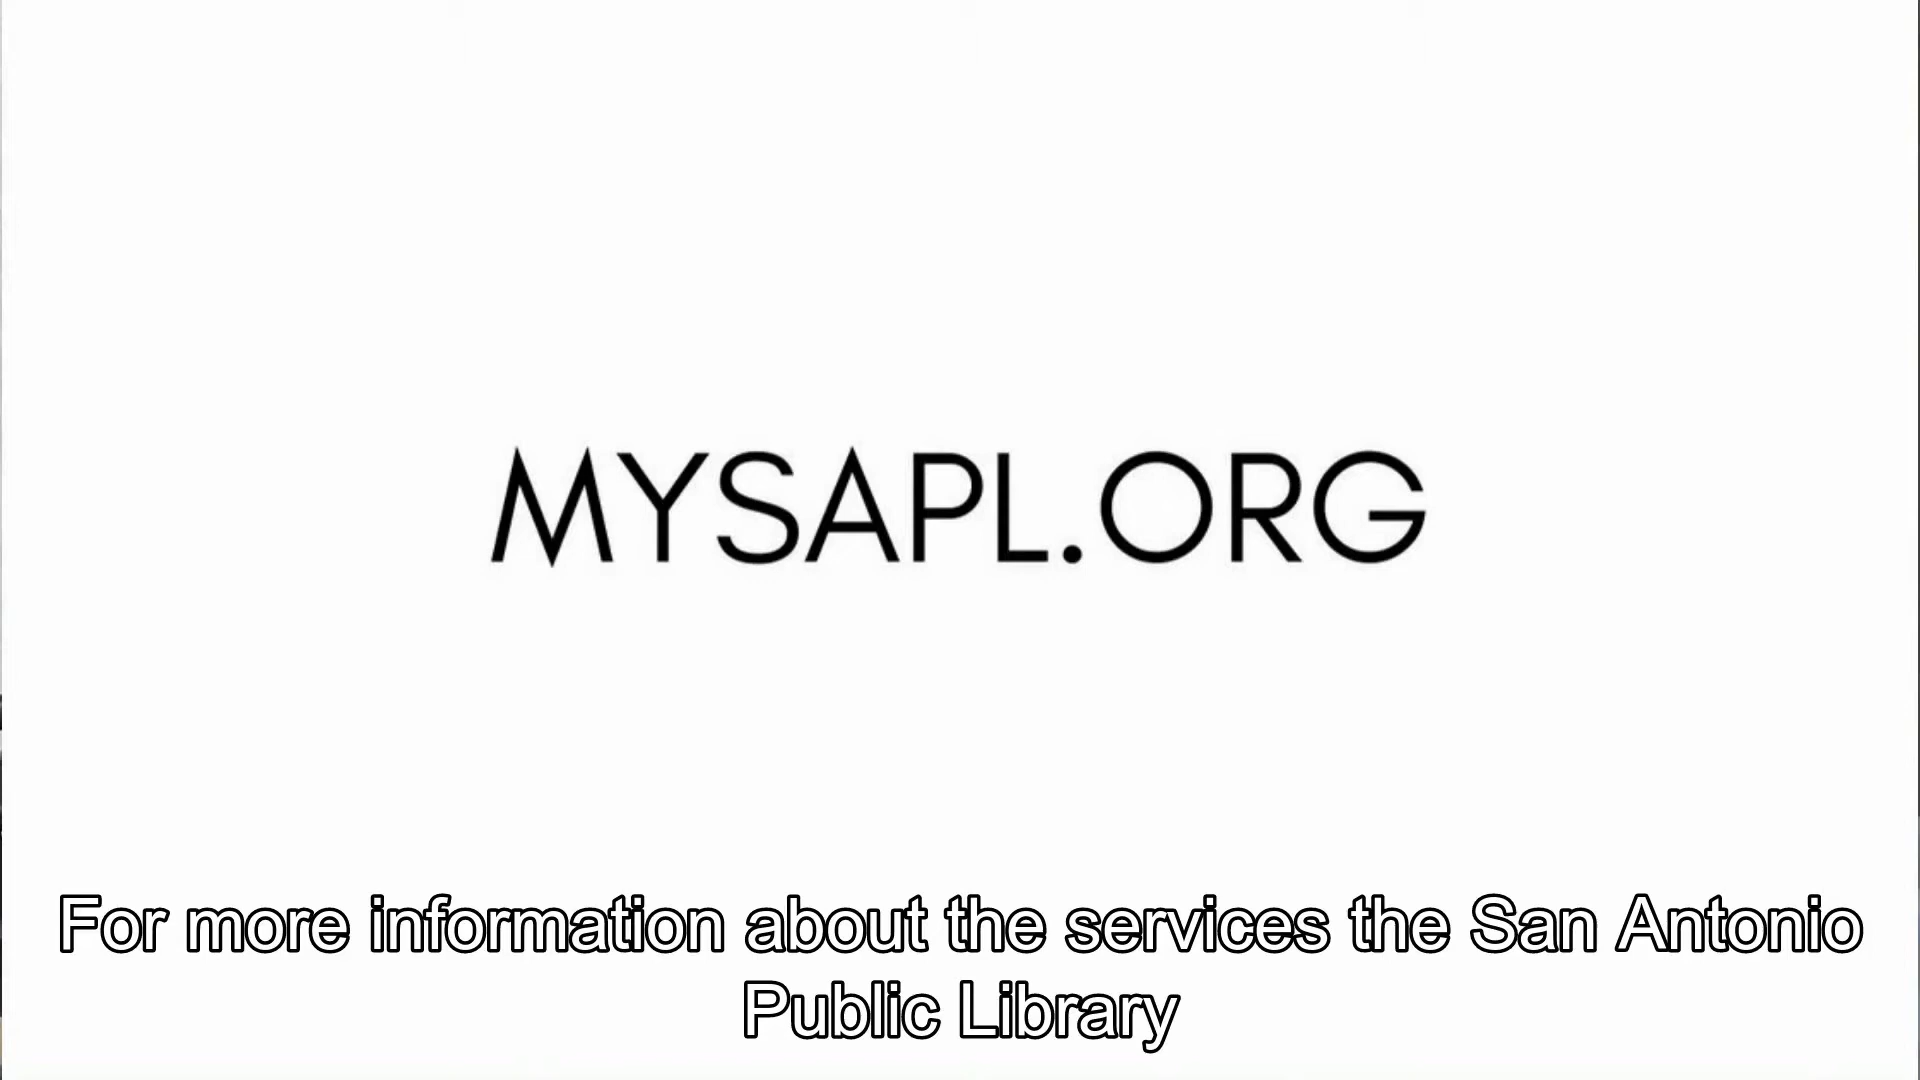 MYSAPL.ORG
For more information about the services the San Antonio
Public Library